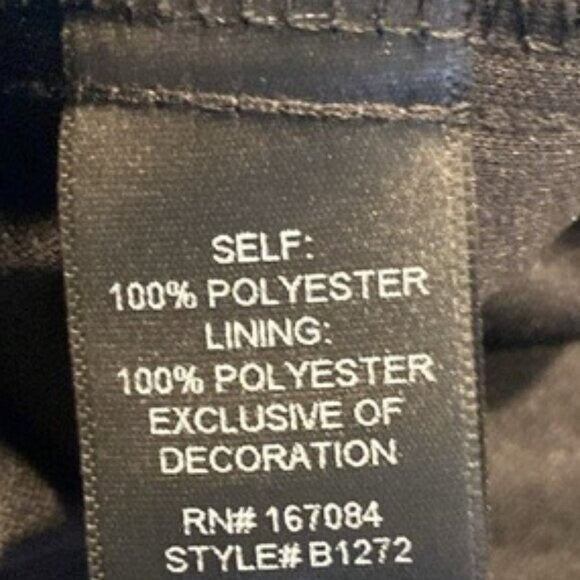 SELF:
100% POLYESTER
LINING:
100% POLYESTER
EXCLUSIVE OF
DECORATION
RN# 167084
STYLE# B1272